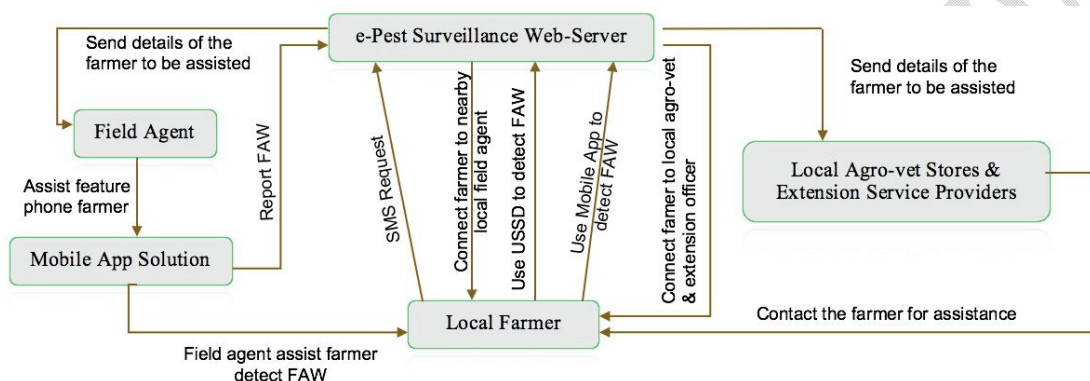 e-Pest Surveillance Web-Server
Send details of the
farmer to be assisted
Field Agent
Assist feature
phone farmer
Mobile App Solution
Report FAW
SMS Request
Connect farmer to nearby
local field agent
Use USSD to detect FAW
Use Mobile App to
detect FAW
Connect famer to local agro-vet
& extension officer
Send details of the
farmer to be assisted
Local Agro-vet Stores &
Extension Service Providers
Local Farmer
Contact the farmer for assistance
Field agent assist farmer
detect FAW